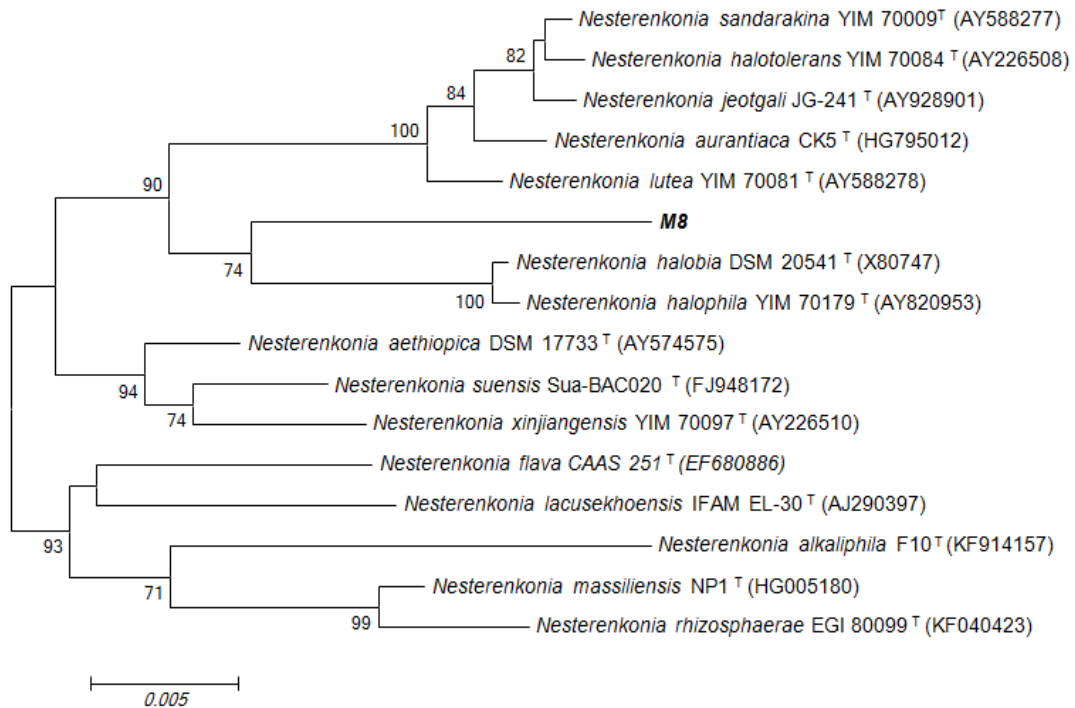 Nesterenkonia sandarakina YIM 70009 T (AY588277)
82
Nesterenkonia halotolerans YIM 70084 T (AY226508)
84
Nesterenkonia jeotgali JG-241 T (AY928901)
100
Nesterenkonia aurantiaca CK5 T (HG795012)
90
Nesterenkonia lutea YIM 70081 T (AY588278)
M8
74
Nesterenkonia halobia DSM 20541 T (X80747)
100
Nesterenkonia halophila YIM 70179 T (AY820953)
Nesterenkonia aethiopica DSM 17733 T (AY574575)
94
Nesterenkonia suensis Sua-BAC020 T (FJ948172)
74
Nesterenkonia xinjiangensis YIM 70097 T (AY226510)
Nesterenkonia flava CAAS 251 T (EF680886)
Nesterenkonia lacusekhoensis IFAM EL-30 T (AJ290397)
93
Nesterenkonia alkaliphila F10 T (KF914157)
71
Nesterenkonia massiliensis NP1 T (HG005180)
99
Nesterenkonia rhizosphaerae EGI 80099 T (KF040423)
0.005